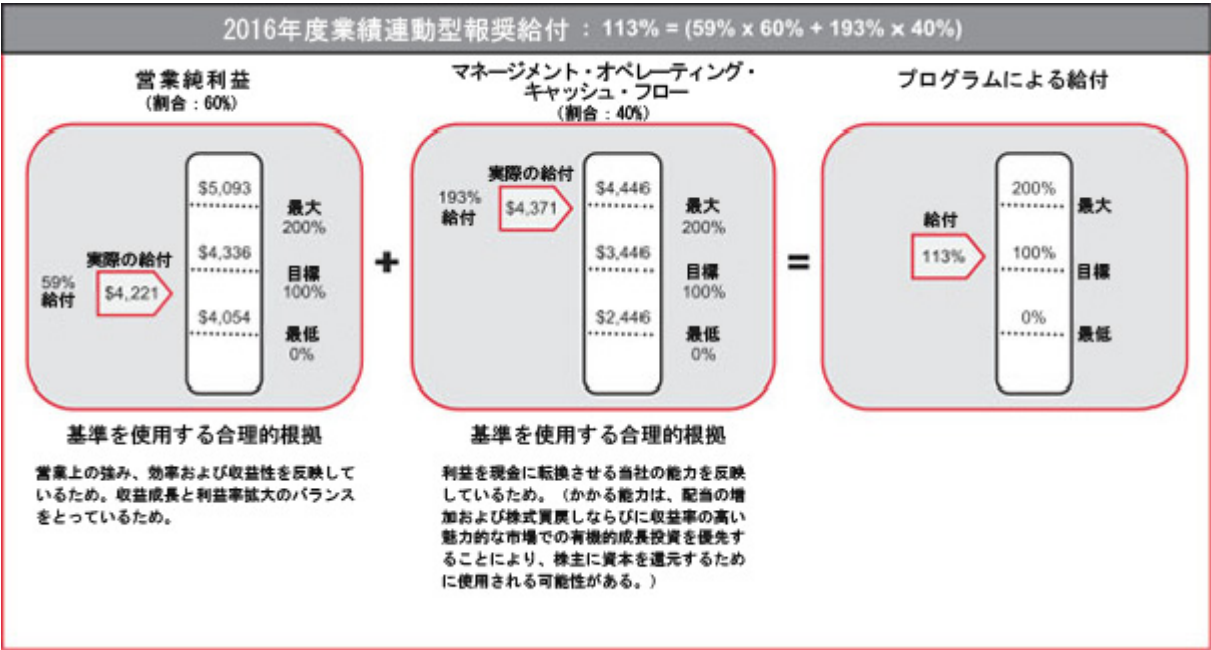 2016年度業績連動型報奨給付 : 113% = (59% x 60% + 193% x 40%)
営業純利益
(割合:60%)
59%
給付
実際の給付
$4,221
$5,093
$4,336
$4,054
最大
200%
目標
100%
最低
0%
基準を使用する合理的根拠
営業上の強み、効率および収益性を反映して
いるため。収益成長と利益率拡大のバランス
をとっているため。
+
マネージメント・オペレーティング・
キャッシュ・フロー
(割合:40%)
193%
給付
実際の給付
$4,371
$4,446
$3,446
$2,446
最大
200%
目標
100%
最低
0%
基準を使用する合理的根拠
利益を現金に転換させる当社の能力を反映
しているため。(かかる能力は、配当の増
加および株式買戻しならびに収益率の高い
魅力的な市場での有機的成長投資を優先す
ることにより、株主に資本を還元するため
に使用される可能性がある。)
=
プログラムによる給付
給付
113%
200%
100%
0%
最大
目標
最低